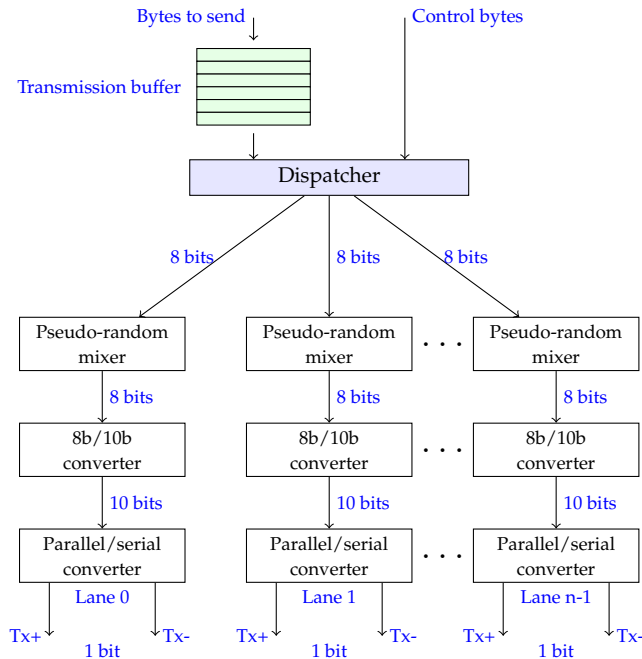 Bytes to send
Control bytes
Transmission buffer
Dispatcher
8 bits
8 bits
8 bits
Pseudo-random
mixer
Pseudo-random
mixer
. . .
Pseudo-random
mixer
8 bits
8 bits
8 bits
8b/10b
converter
8b/10b
converter
. . .
8b/10b
converter
10 bits
10 bits
10 bits
Parallel/serial
converter
Parallel/serial
converter
. . .
Parallel/serial
converter
Lane 0
Lane 1
Lane n-1
Tx+
Tx-
Tx+
Tx-
Tx+
Tx-
1 bit
1 bit
1 bit